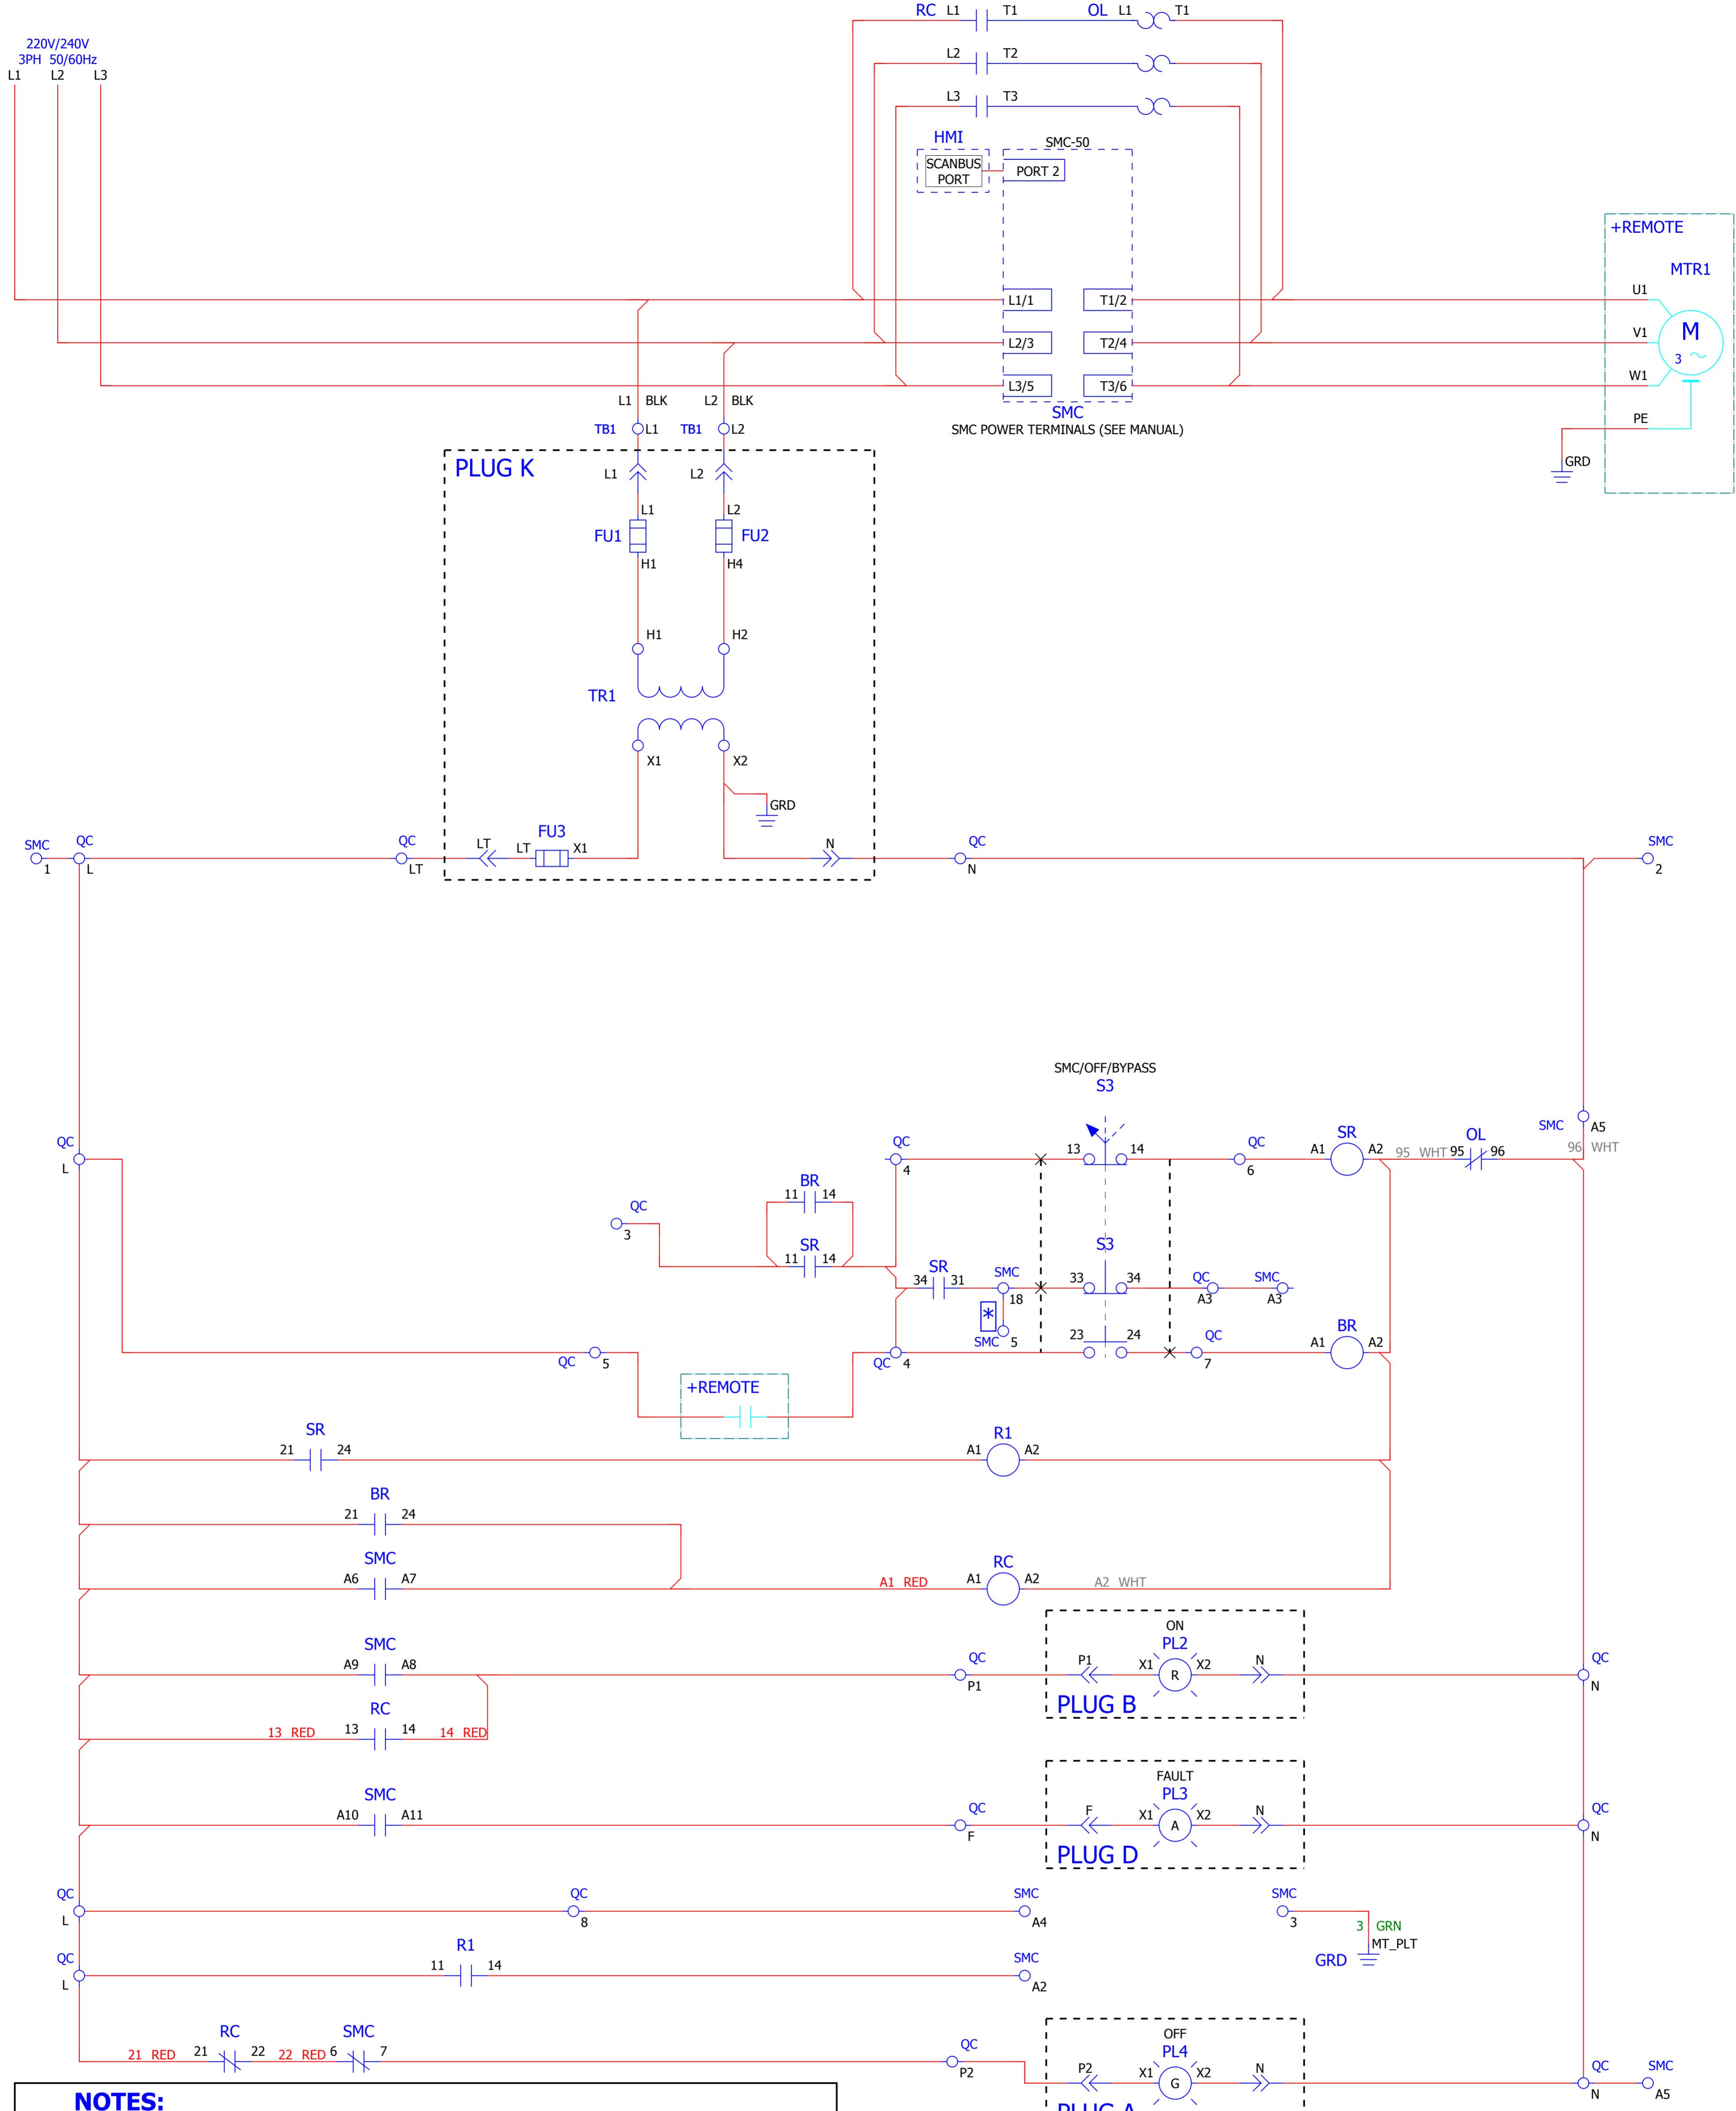 RC L1 T1 OL L1 T1
220V/240V
3PH 50/60Hz
L1 L2 L3
L2 T2
L3 T3
HMI
SMC-50
SCANBUS
PORT
PORT 2
+REMOTE
MTR1
L1/1 T1/2 U1
L2/3 T2/4 V1
M
3
L3/5 T3/6 W1
SMC
SMC POWER TERMINALS (SEE MANUAL)
PE
GRD
L1 BLK L2 BLK
TB1 L1 TB1 L2
PLUG K
L1 L2
L1 L2
FU1 FU2
H1 H4
H1 H2
TR1
X1 X2
GRD
SMC QC QC FU3 QC SMC
LT LT X1 N
1 L LT N 2
SMC/OFF/BYPASS
S3
SMC A5
QC QC 13 14 QC SR OL 96 WHT
L 4 6 A1 A2 95 WHT 95 96
BR
11 14
QC
3
SR S3
11 14
SR SMC QC SMC
34 31 33 34
18 A3 A3
*
SMC 5
23 24 QC BR
A1 A2
QC 5 QC 4 7
+REMOTE
SR R1
21 24 A1 A2
BR
21 24
SMC RC
A6 A7 A1 RED A1 A2 A2 WHT
ON
SMC PL2
A9 A8 QC P1 X1 X2 N QC
R
P1 N
PLUG B
RC
13 RED 13 14 14 RED
FAULT
SMC PL3
A10 A11 QC F X1 X2 N QC
A
F N
PLUG D
QC QC SMC SMC
L 8 A4 3
3 GRN
MT_PLT
GRD
QC R1 SMC
L 11 14 A2
OFF
RC SMC PL4
21 RED 21 22 22 RED 6 7 QC P2 X1 X2 N QC SMC
G
P2 N A5
NOTES:
PLUG A